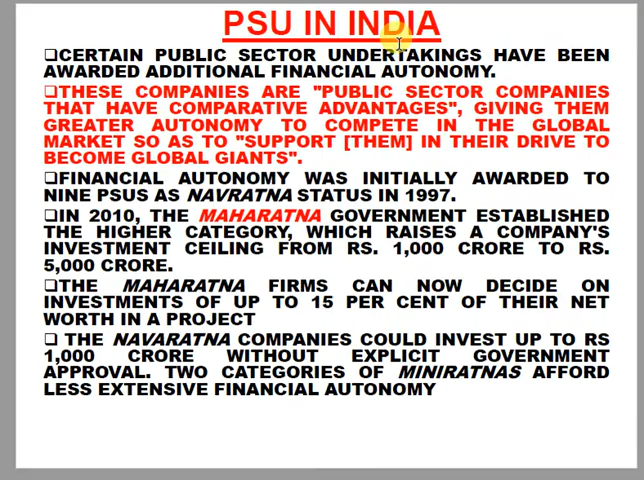 PSU IN INDIA
❑CERTAIN PUBLIC SECTOR UNDERTAKINGS HAVE BEEN
AWARDED ADDITIONAL FINANCIAL AUTONOMY.
❑THESE COMPANIES ARE "PUBLIC SECTOR COMPANIES
THAT HAVE COMPARATIVE ADVANTAGES", GIVING THEM
GREATER AUTONOMY TO COMPETE IN THE GLOBAL
MARKET SO AS TO "SUPPORT [THEM] IN THEIR DRIVE TO
BECOME GLOBAL GIANTS".
❑FINANCIAL AUTONOMY WAS INITIALLY AWARDED TO
NINE PSUS AS NAVRATNA STATUS IN 1997.
❑IN 2010, THE MAHARATNA GOVERNMENT ESTABLISHED
THE HIGHER CATEGORY, WHICH RAISES A COMPANY'S
INVESTMENT CEILING FROM RS. 1,000 CRORE TO RS.
5,000 CRORE.
❑THE MAHARATNA FIRMS CAN NOW DECIDE ON
INVESTMENTS OF UP TO 15 PER CENT OF THEIR NET
WORTH IN A PROJECT
❑ THE NAVARATNA COMPANIES COULD INVEST UP TO RS
1,000 CRORE WITHOUT EXPLICIT GOVERNMENT
APPROVAL. TWO CATEGORIES OF MINIRATNAS AFFORD
LESS EXTENSIVE FINANCIAL AUTONOMY